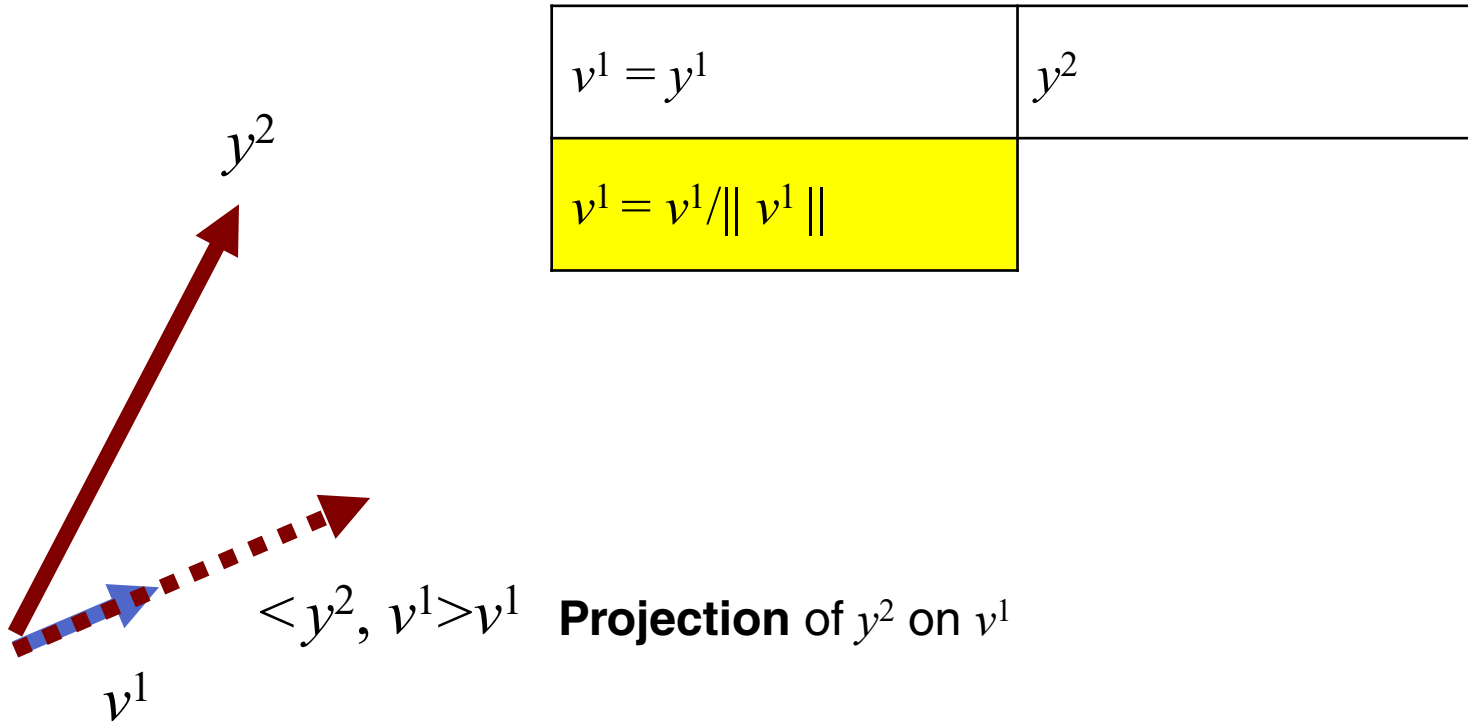 v¹ = y¹
y²
y²
v¹ = v¹/|| v¹ ||
<y², v¹>v¹ Projection of y² on v¹
v¹